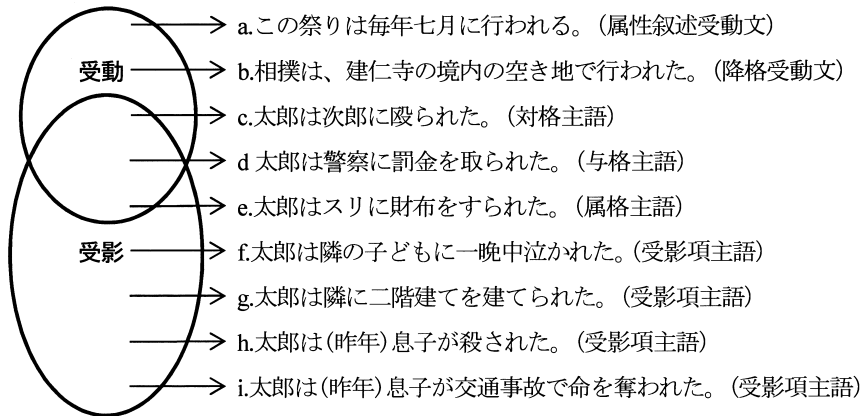 a.この祭りは毎年七月に行われる。(属性叙述受動文)
受動 b.相撲は、建仁寺の境内の空き地で行われた。(降格受動文)
c.太郎は次郎に殴られた。(対格主語)
d 太郎は警察に罰金を取られた。(与格主語)
e.太郎はスリに財布をすられた。(属格主語)
受影 f.太郎は隣の子どもに一晩中泣かれた。(受影項主語)
g.太郎は隣に二階建てを建てられた。(受影項主語)
h.太郎は(昨年)息子が殺された。(受影項主語)
i.太郎は(昨年)息子が交通事故で命を奪われた。(受影項主語)